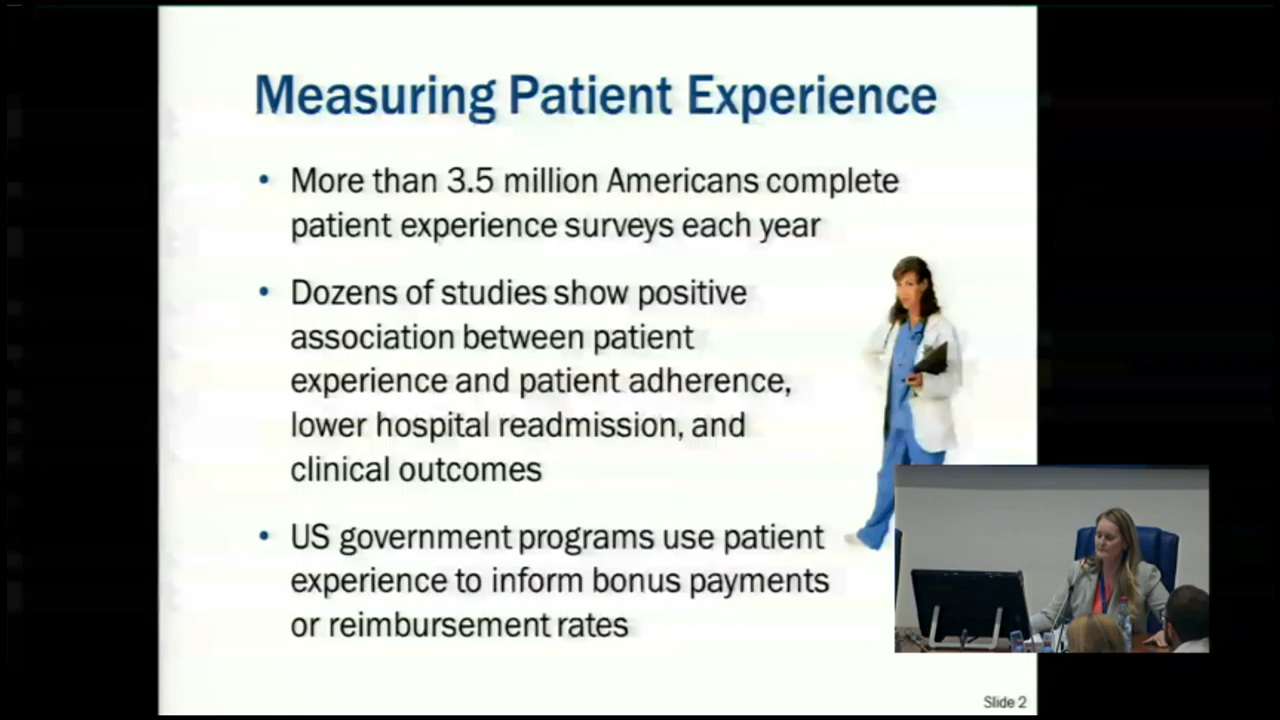 Measuring Patient Experience
• More than 3.5 million Americans complete
patient experience surveys each year
• Dozens of studies show positive
association between patient
experience and patient adherence,
lower hospital readmission, and
clinical outcomes
• US government programs use patient
experience to inform bonus payments
or reimbursement rates
Slide 2